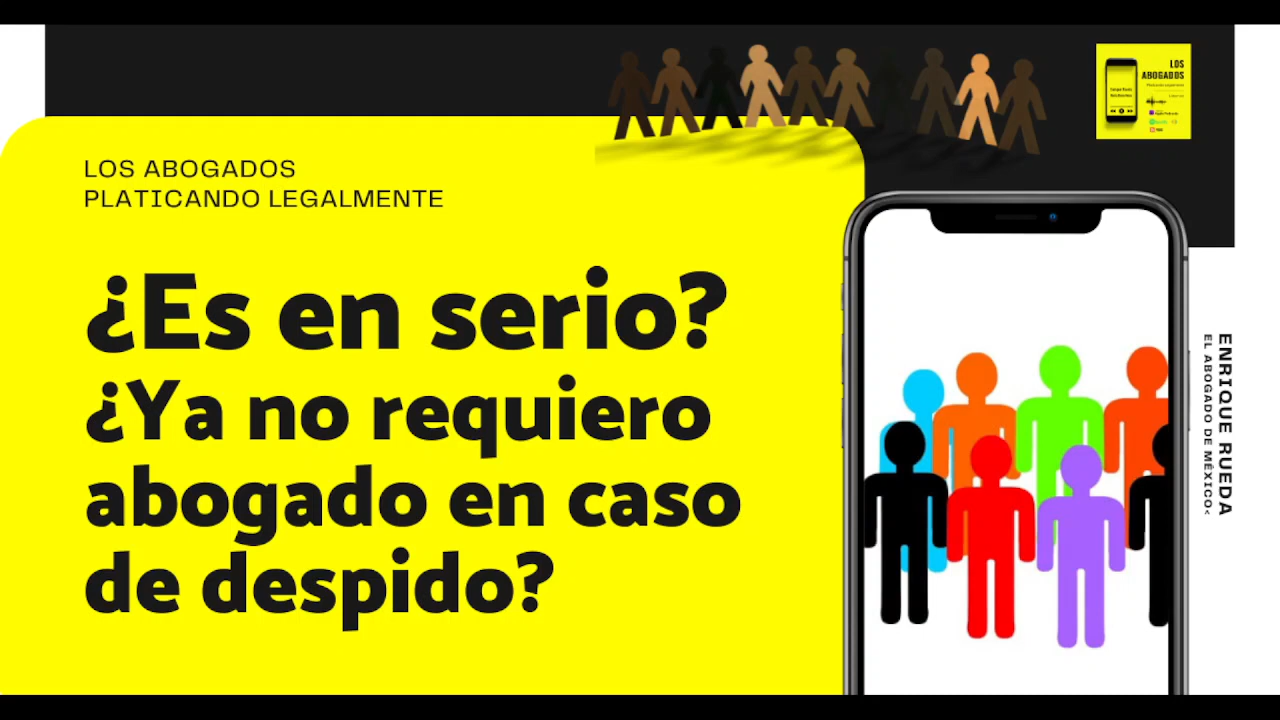 LOS ABOGADOS
PLATICANDO LEGALMENTE
¿Es en serio?
¿Ya no requiero
abogado en caso
de despido?
LOS
ABOGADOS
ENRIQUE RUEDA
EL ABOGADO DE MÉXICO<